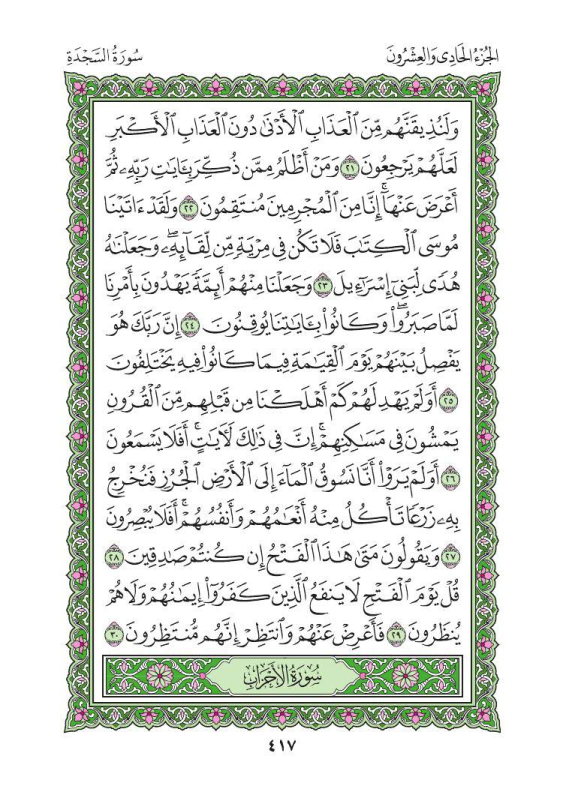 الجُزْءُ الحَادِي وَالعِشْرُونَ
سُورَةُ السَّجْدَةِ
وَلَنُذِيقَنَّهُم مِّنَ ٱلْعَذَابِ ٱلْأَدْنَىٰ دُونَ ٱلْعَذَابِ ٱلْأَكْبَرِ
لَعَلَّهُمْ يَرْجِعُونَ ٢١ وَمَنْ أَظْلَمُ مِمَّن ذُكِّرَ بِـَٔايَٰتِ رَبِّهِۦ ثُمَّ
أَعْرَضَ عَنْهَآۚ إِنَّا مِنَ ٱلْمُجْرِمِينَ مُنتَقِمُونَ ٢٢ وَلَقَدْ ءَاتَيْنَا
مُوسَى ٱلْكِتَٰبَ فَلَا تَكُن فِى مِرْيَةٍ مِّن لِّقَآئِهِۦۖ وَجَعَلْنَٰهُ
هُدًى لِّبَنِىٓ إِسْرَٰٓءِيلَ ٢٣ وَجَعَلْنَا مِنْهُمْ أَئِمَّةً يَهْدُونَ بِأَمْرِنَا
لَمَّا صَبَرُوا۟ۖ وَكَانُوا۟ بِـَٔايَٰتِنَا يُوقِنُونَ ٢٤ إِنَّ رَبَّكَ هُوَ
يَفْصِلُ بَيْنَهُمْ يَوْمَ ٱلْقِيَٰمَةِ فِيمَا كَانُوا۟ فِيهِ يَخْتَلِفُونَ
٢٥ أَوَلَمْ يَهْدِ لَهُمْ كَمْ أَهْلَكْنَا مِن قَبْلِهِم مِّنَ ٱلْقُرُونِ
يَمْشُونَ فِى مَسَٰكِنِهِمْۚ إِنَّ فِى ذَٰلِكَ لَـَٔايَٰتٍۚ أَفَلَا يَسْمَعُونَ
٢٦ أَوَلَمْ يَرَوْا۟ أَنَّا نَسُوقُ ٱلْمَآءَ إِلَى ٱلْأَرْضِ ٱلْجُرُزِ فَنُخْرِجُ
بِهِۦ زَرْعًا تَأْكُلُ مِنْهُ أَنْعَٰمُهُمْ وَأَنفُسُهُمْۚ أَفَلَا يُبْصِرُونَ
٢٧ وَيَقُولُونَ مَتَىٰ هَٰذَا ٱلْفَتْحُ إِن كُنتُمْ صَٰدِقِينَ ٢٨
قُلْ يَوْمَ ٱلْفَتْحِ لَا يَنفَعُ ٱلَّذِينَ كَفَرُوٓا۟ إِيمَٰنُهُمْ وَلَا هُمْ
يُنظَرُونَ ٢٩ فَأَعْرِضْ عَنْهُمْ وَٱنتَظِرْ إِنَّهُم مُّنتَظِرُونَ ٣٠
سُورَةُ الأَحْزَابِ
٤١٧